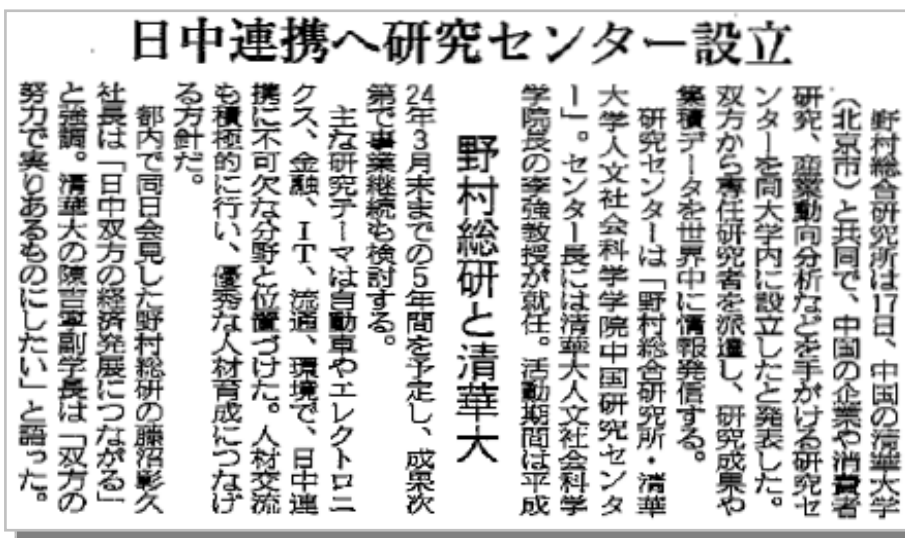 日中連携へ研究センター設立
野村総研と清華大
野村総合研究所は17日、中国の清華大学
(北京市)と共同で、中国の企業や消費者
研究、産業動向分析などを手がける研究セ
ンターを同大学内に設立したと発表した。
双方から専任研究者を派遣し、研究成果や
集積データを世界中に情報発信する。
研究センターは「野村総合研究所・清華
大学人文社会科学学院中国研究センタ
ー」。センター長には清華大人文社会科学
学院長の李強教授が就任。活動期間は平成
24年3月末までの5年間を予定し、成果次
第で事業継続も検討する。
主な研究テーマは自動車やエレクトロニ
クス、金融、IT、流通、環境で、日中連
携に不可欠な分野と位置づけた。人材交流
も積極的に行い、優秀な人材育成につなげ
る方針だ。
都内で同日会見した野村総研の藤沼彰久
社長は「日中双方の経済発展につながる」
と強調。清華大の陳吉寧副学長は「双方の
努力で実りあるものにしたい」と語った。